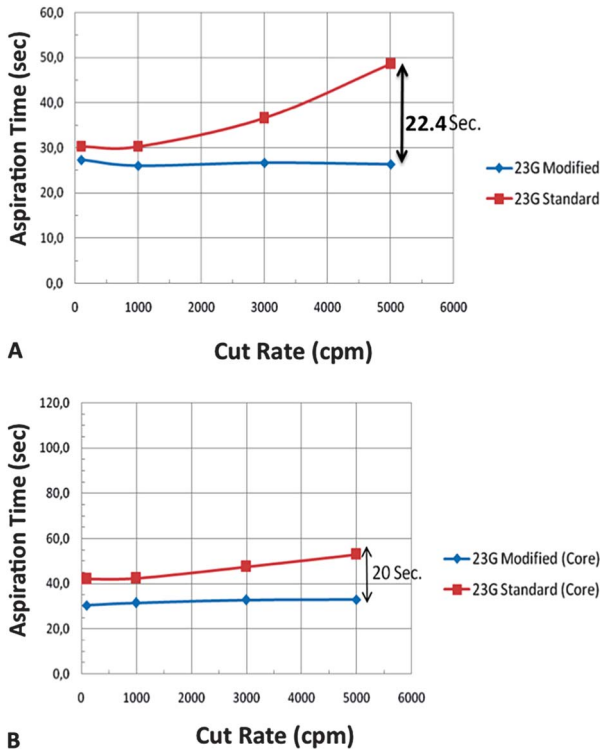 60,0
50,0
40,0
30,0
20,0
10,0
0,0
Aspiration Time (sec)
22.4 Sec.
23G Modified
23G Standard
0 1000 2000 3000 4000 5000 6000
A
Cut Rate (cpm)
120,0
100,0
80,0
60,0
40,0
20,0
0,0
Aspiration Time (sec)
20 Sec.
23G Modified (Core)
23G Standard (Core)
0 1000 2000 3000 4000 5000 6000
B
Cut Rate (cpm)